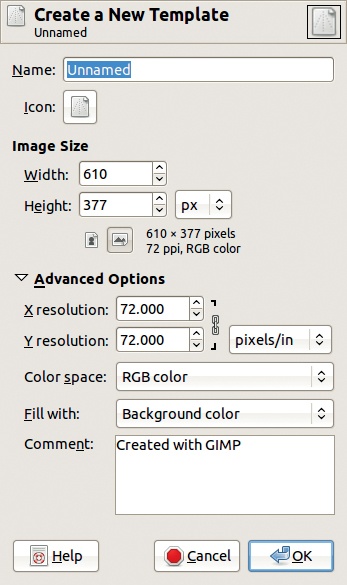 Create a New Template
Unnamed
Name: Unnamed
Icon:
Image Size
Width: 610
Height: 377 px
610 × 377 pixels
72 ppi, RGB color
Advanced Options
X resolution: 72.000
Y resolution: 72.000 pixels/in
Color space: RGB color
Fill with: Background color
Comment: Created with GIMP
Help Cancel OK